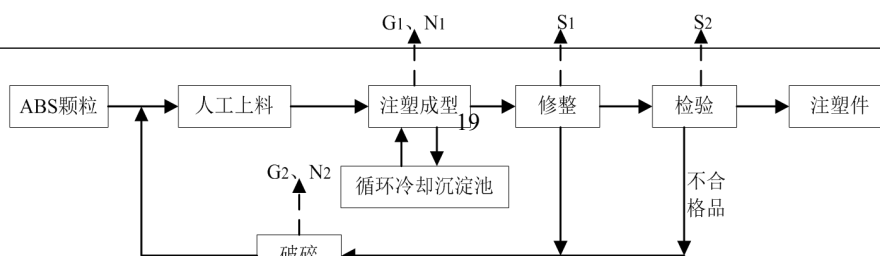 G1、N1 S1 S2
ABS颗粒 人工上料 注塑成型 修整 检验 注塑件
19
G2、N2 循环冷却沉淀池 不合
格品
破碎